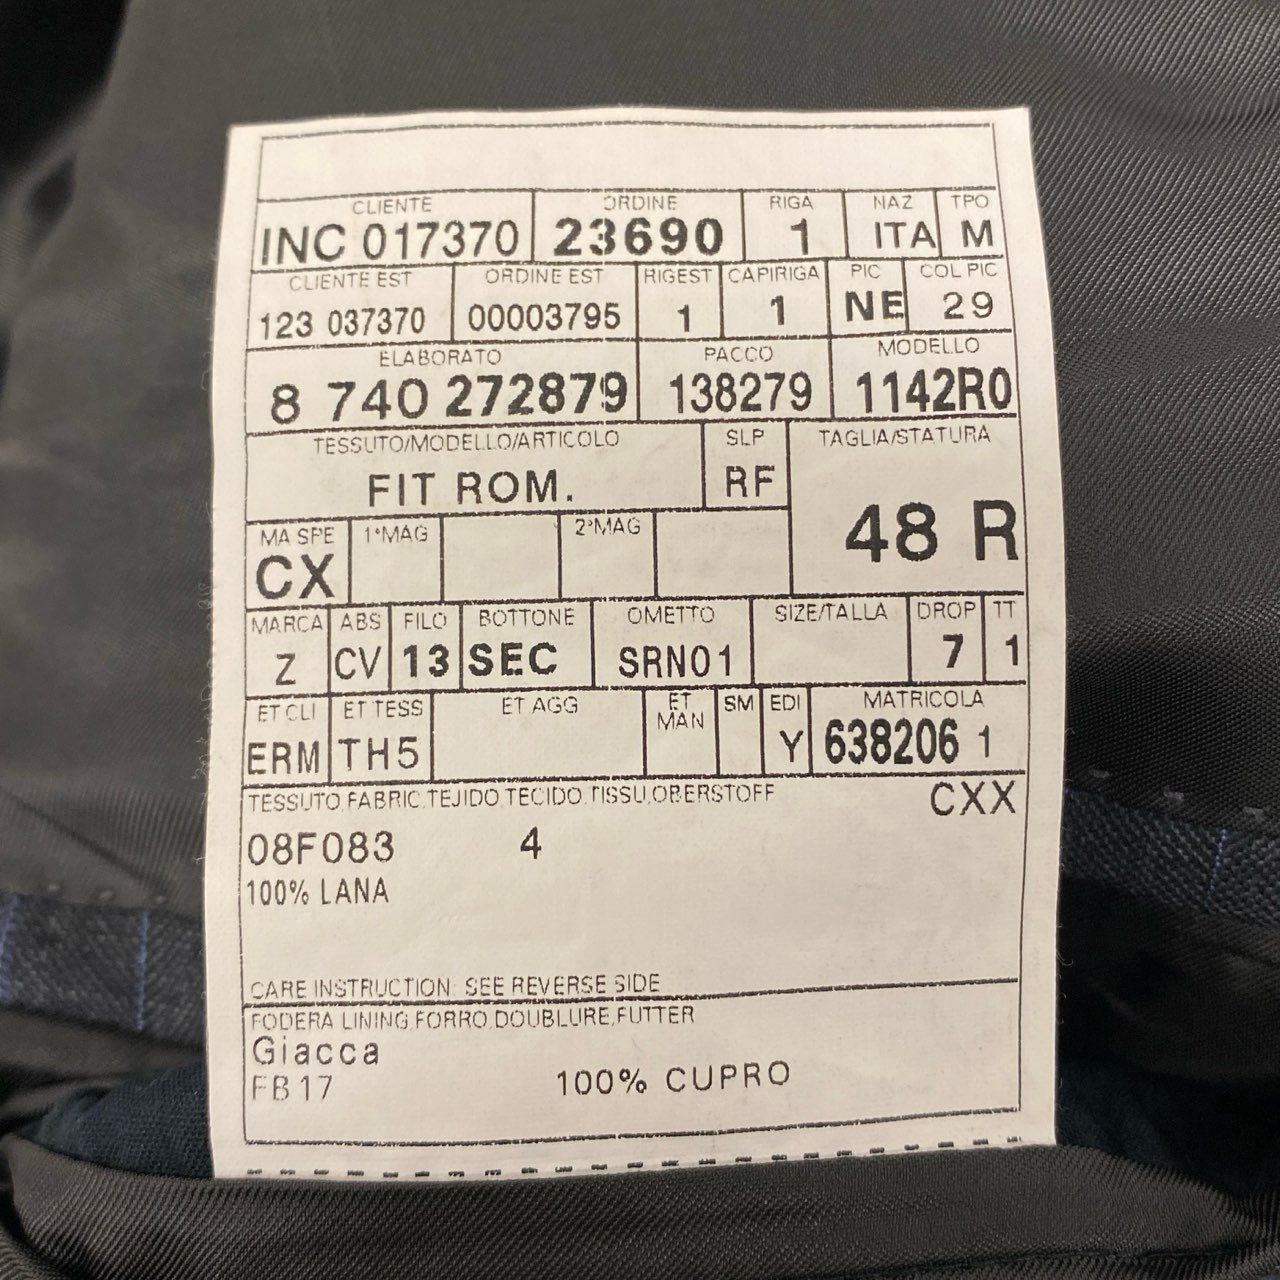 CLIENTE ORDINE RIGA NAZ TPO
INC 017370 23690 1 ITA M
CLIENTE EST ORDINE EST RIGEST CAPIRIGA PIC COL PIC
123 037370 00003795 1 1 NE 29
ELABORATO PACCO MODELLO
8 740 272879 138279 1142R0
TESSUTO/MODELLO/ARTICOLO SLP TAGLIA/STATURA
FIT ROM. RF 48 R
MA SPE 1°MAG 2°MAG
CX
MARCA ABS FILO BOTTONE OMETTO SIZE/TALLA DROP TT
Z CV 13 SEC SRN01 7 1
ET CLI ET TESS ET AGG ET MAN SM EDI MATRICOLA
ERM TH5 Y 638206 1
TESSUTO,FABRIC,TEJIDO,TECIDO,TISSU,OBERSTOFF CXX
08F083 4
100% LANA
CARE INSTRUCTION: SEE REVERSE SIDE
FODERA LINING,FORRO,DOUBLURE,FUTTER
Giacca
FB17 100% CUPRO